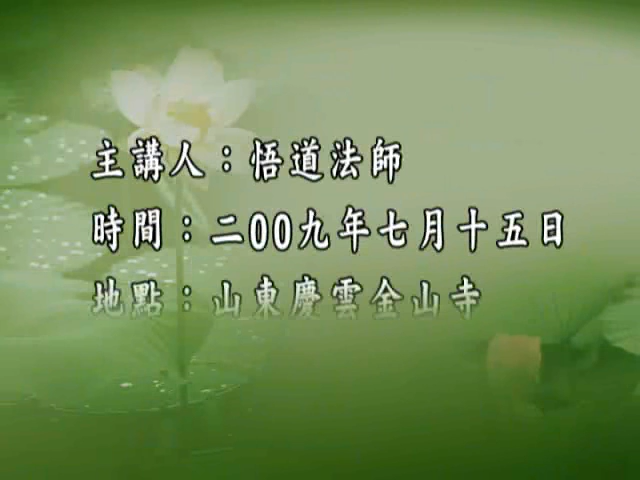 主講人：悟道法師
時間：二00九年七月十五日
地點：山東慶雲金山寺